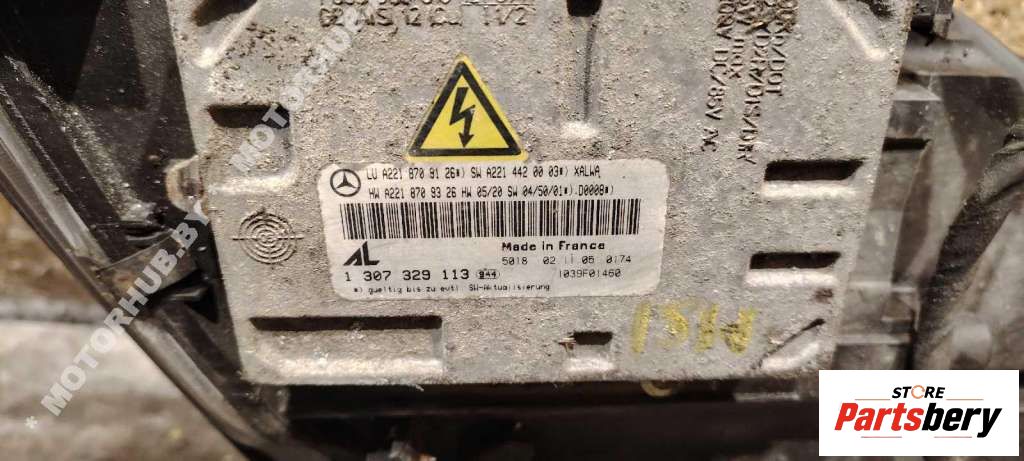 LU A221 870 91 26*) SW A221 442 00 03*) XALWA
HW A221 870 93 26 HW 05/20 SW 04/50/01*).D0008*)
AL
Made in France
5018 02 11 05 0174
1 307 329 113 944
1039F01460
*) gueltig bis zu evtl. SW-Aktualisierung
* MOTORHUB.BY
STORE
Partsbery